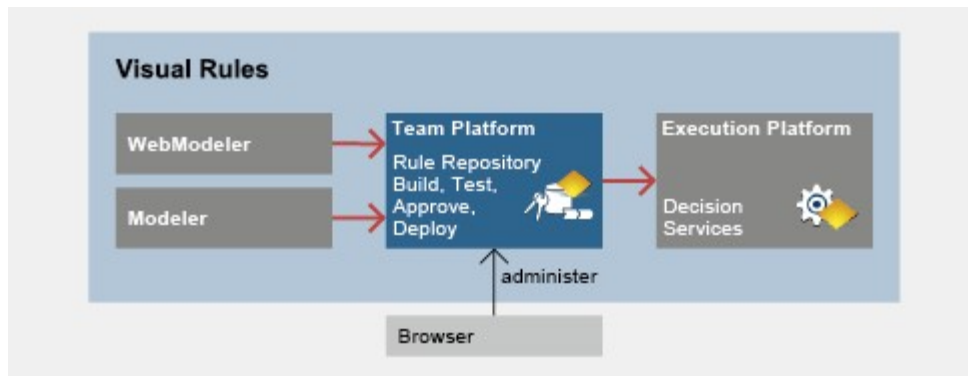 Visual Rules
WebModeler
Modeler
Team Platform
Rule Repository
Build, Test,
Approve,
Deploy
Execution Platform
Decision
Services
administer
Browser